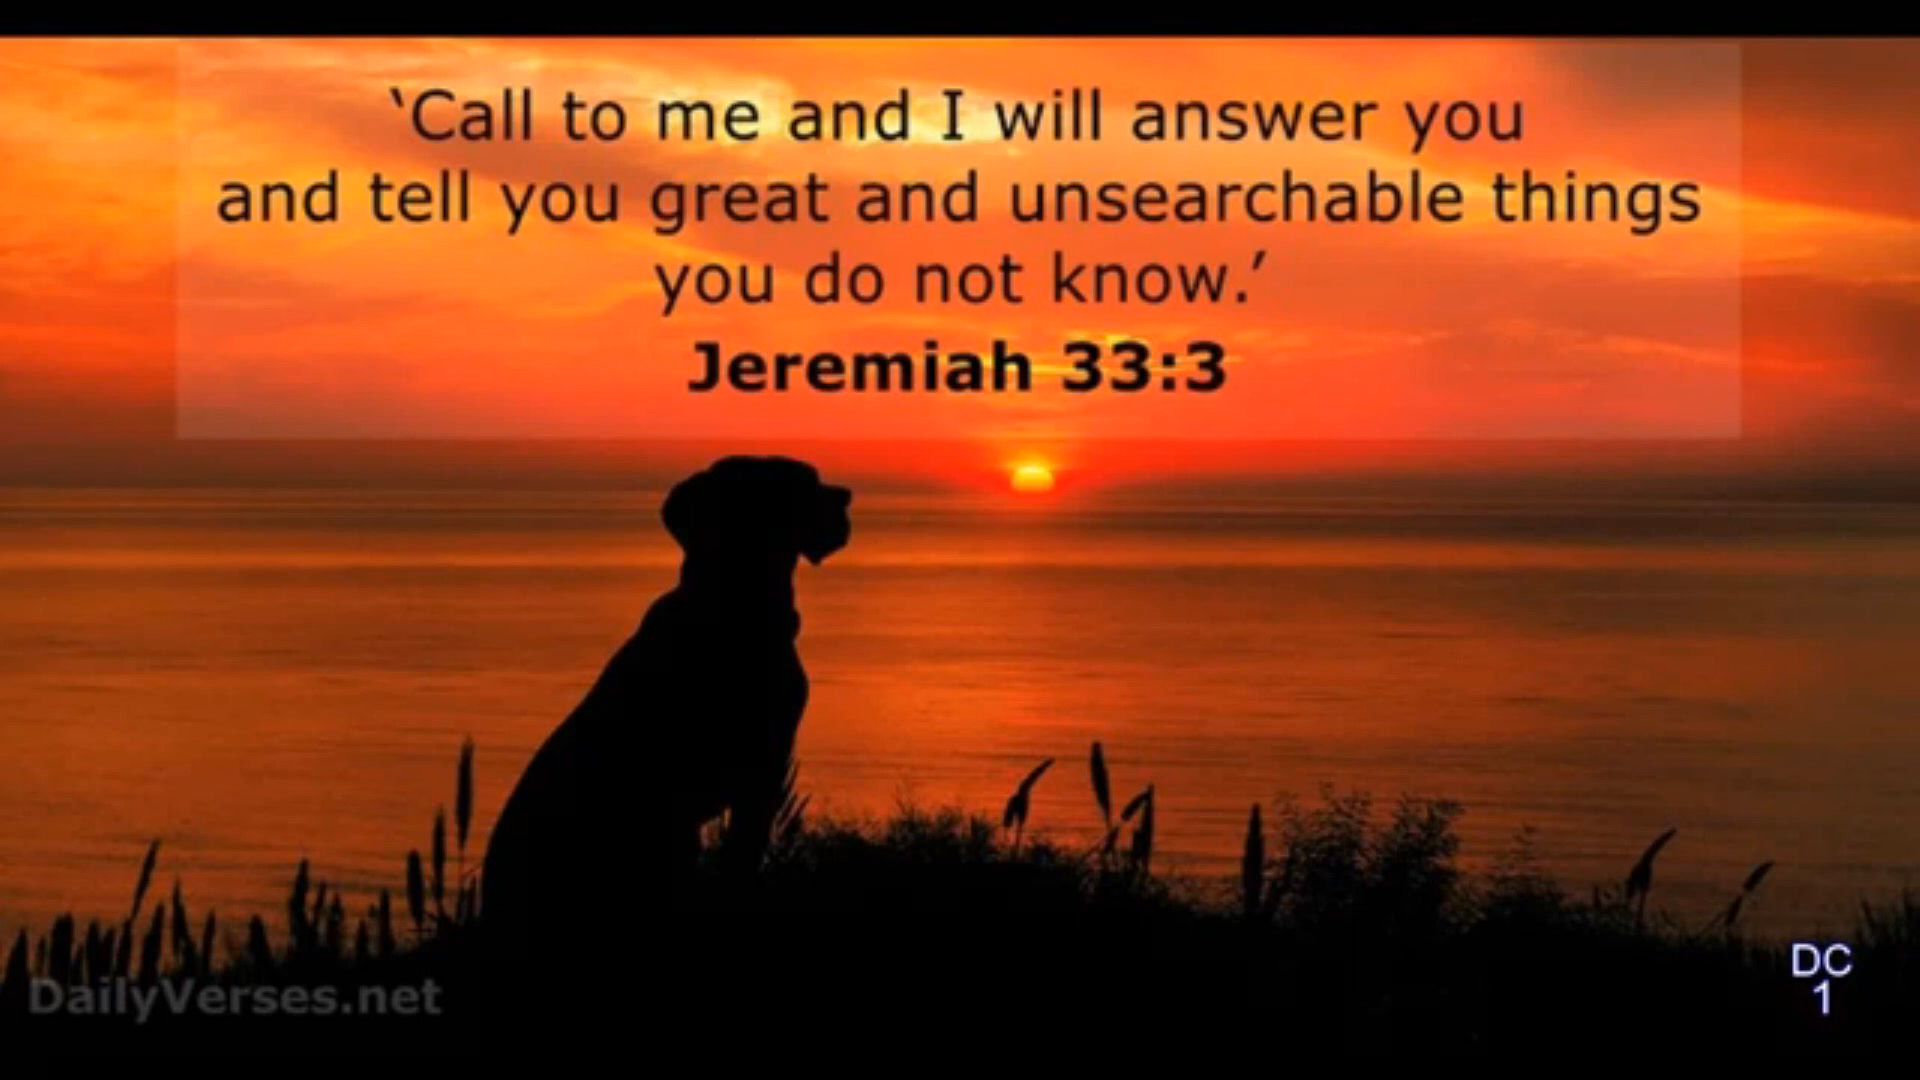 ‘Call to me and I will answer you
and tell you great and unsearchable things
you do not know.’
Jeremiah 33:3
DailyVerses.net
DC
1